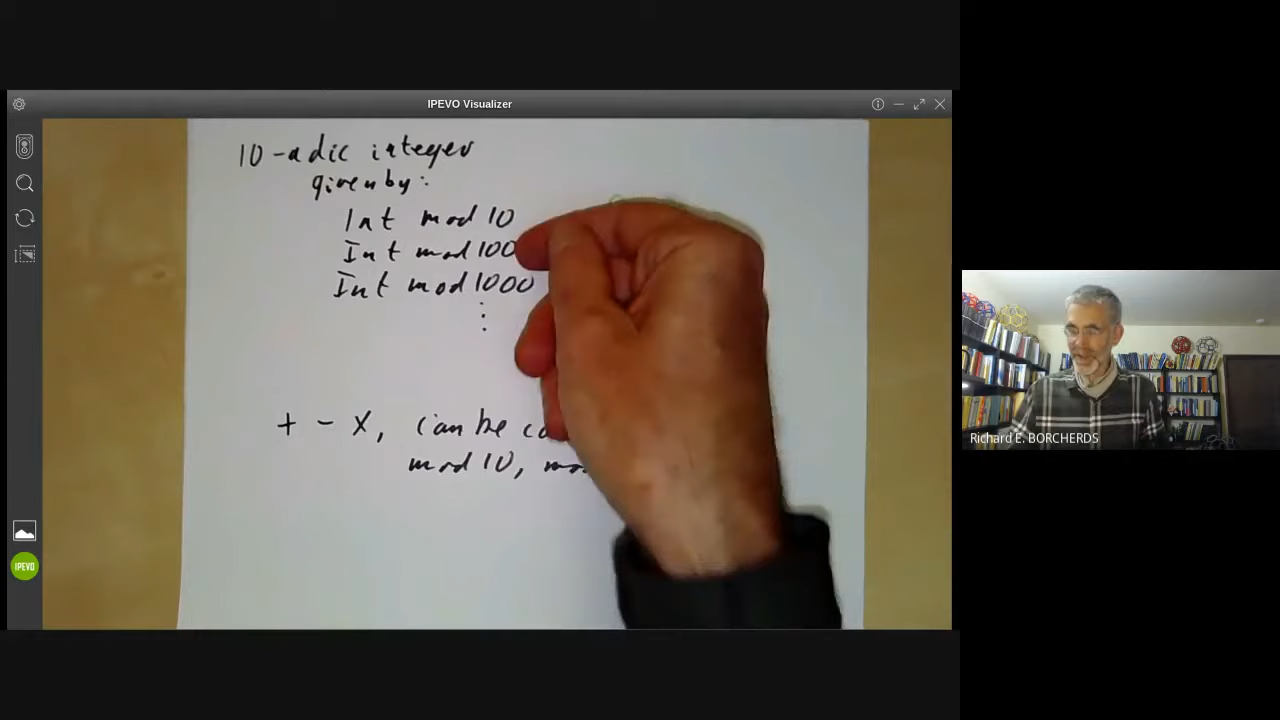 IPEVO Visualizer
10-adic integer
given by:
Int mod 10
Int mod 100
Int mod 1000
+ - x, can be
mod 10,
IPEVO
Richard E. BORCHERDS